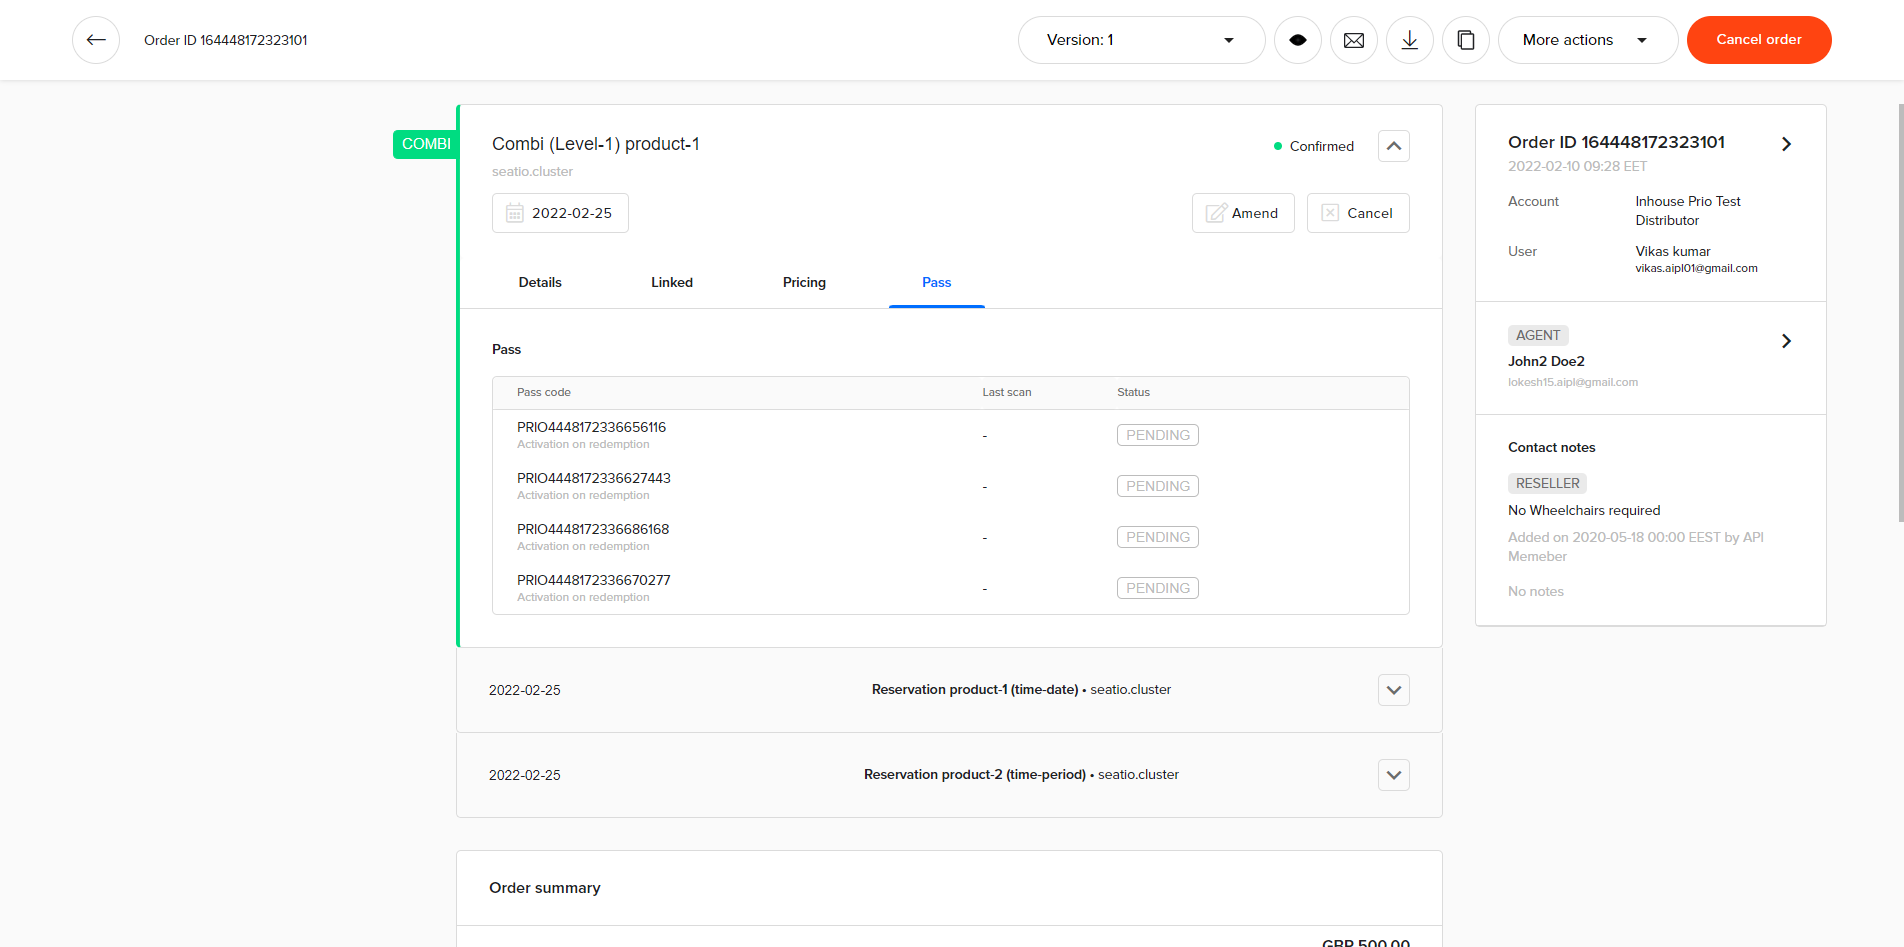 Order ID 164448172323101
Version: 1
More actions
Cancel order
COMBI
Combi (Level-1) product-1
Confirmed
seatio.cluster
2022-02-25
Amend
Cancel
Details
Linked
Pricing
Pass
Pass
Pass code
Last scan
Status
PRIO4448172336656116
Activation on redemption
-
PENDING
PRIO4448172336627443
Activation on redemption
-
PENDING
PRIO4448172336686168
Activation on redemption
-
PENDING
PRIO4448172336670277
Activation on redemption
-
PENDING
2022-02-25
Reservation product-1 (time-date) • seatio.cluster
2022-02-25
Reservation product-2 (time-period) • seatio.cluster
Order summary
GBP 500.00
Order ID 164448172323101
2022-02-10 09:28 EET
Account
Inhouse Prio Test
Distributor
User
Vikas kumar
vikas.aipl01@gmail.com
AGENT
John2 Doe2
lokesh15.aipl@gmail.com
Contact notes
RESELLER
No Wheelchairs required
Added on 2020-05-18 00:00 EEST by API
Memeber
No notes